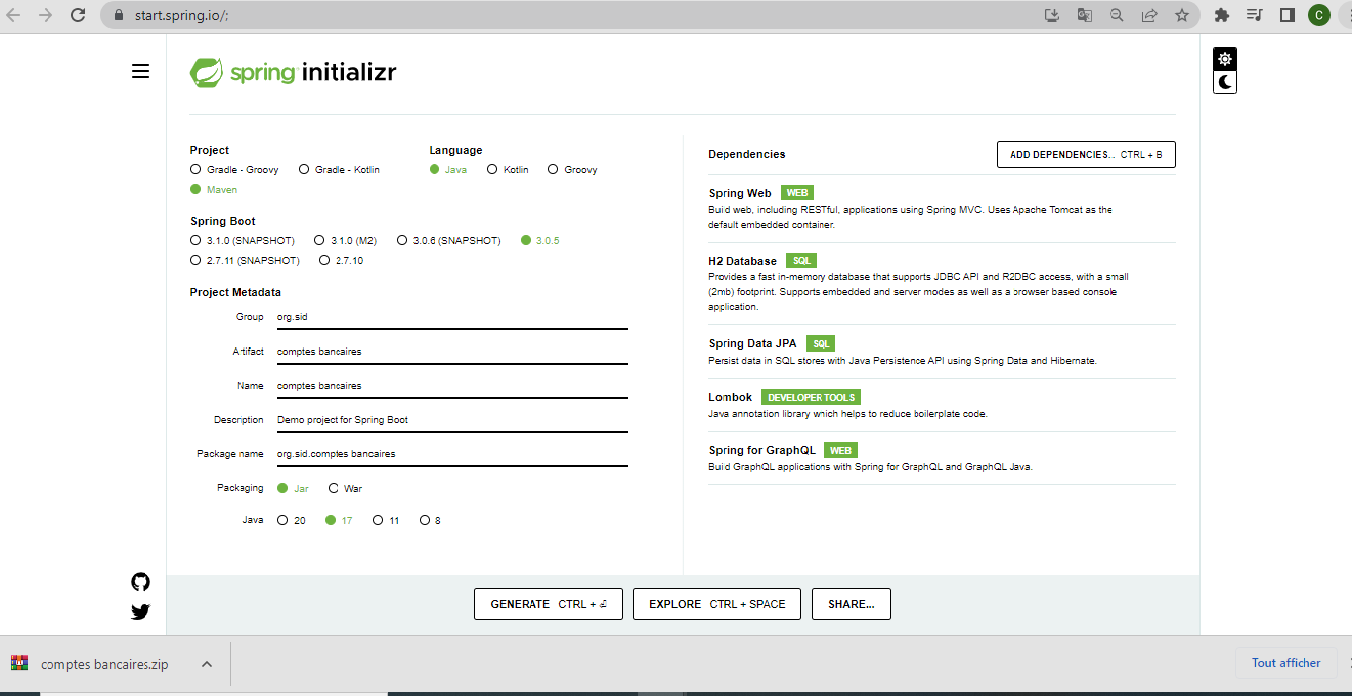 start.spring.io/;
C
spring initializr
Project
Gradle - Groovy Gradle - Kotlin
Maven
Language
Java Kotlin Groovy
Spring Boot
3.1.0 (SNAPSHOT) 3.1.0 (M2) 3.0.6 (SNAPSHOT) 3.0.5
2.7.11 (SNAPSHOT) 2.7.10
Project Metadata
Group org.sid
Artifact comptes bancaires
Name comptes bancaires
Description Demo project for Spring Boot
Package name org.sid.comptes bancaires
Packaging Jar War
Java 20 17 11 8
Dependencies ADD DEPENDENCIES... CTRL + B
Spring Web WEB
Build web, including RESTful, applications using Spring MVC. Uses Apache Tomcat as the
default embedded container.
H2 Database SQL
Provides a fast in-memory database that supports JDBC API and R2DBC access, with a small
(2mb) footprint. Supports embedded and server modes as well as a browser based console
application.
Spring Data JPA SQL
Persist data in SQL stores with Java Persistence API using Spring Data and Hibernate.
Lombok DEVELOPER TOOLS
Java annotation library which helps to reduce boilerplate code.
Spring for GraphQL WEB
Build GraphQL applications with Spring for GraphQL and GraphQL Java.
GENERATE CTRL + ⏎ EXPLORE CTRL + SPACE SHARE...
comptes bancaires.zip Tout afficher